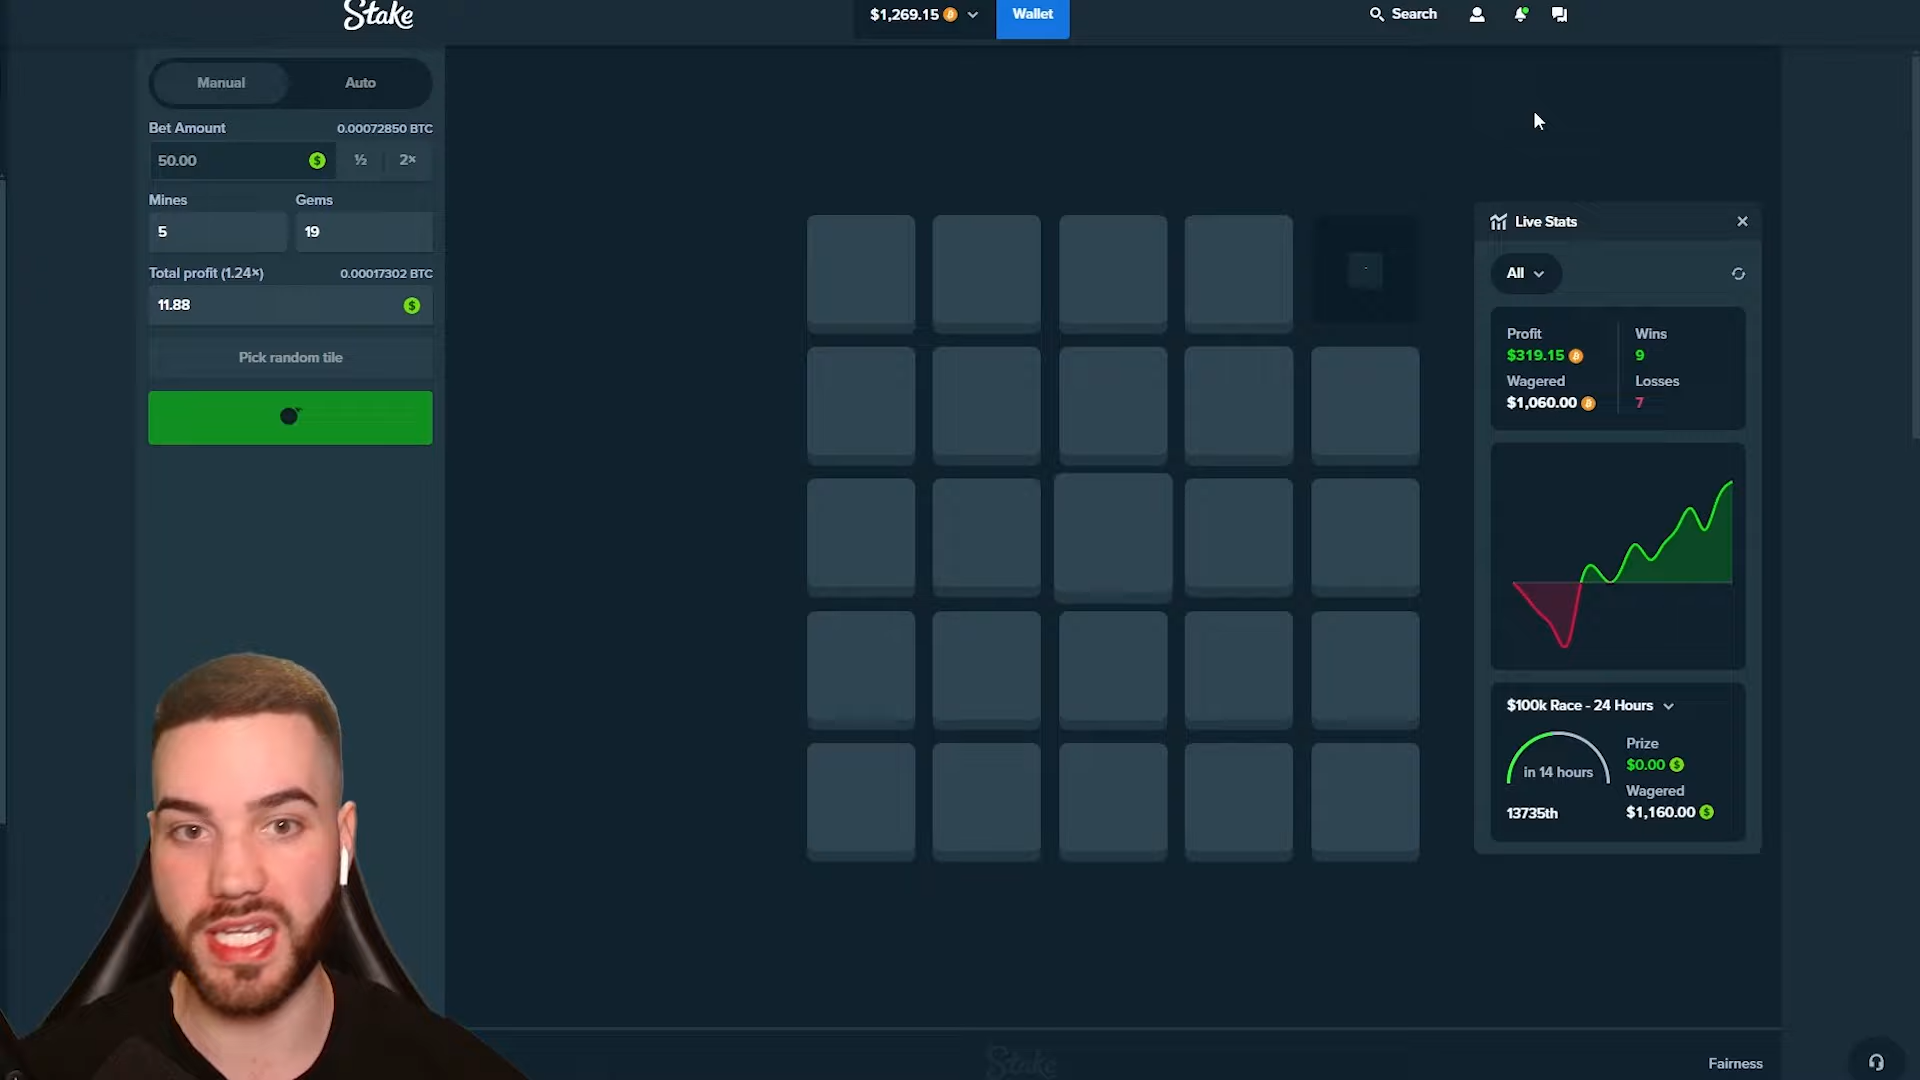 Stake
$1,269.15
Wallet
Search
Manual
Auto
Bet Amount
0.00072850 BTC
50.00
½
2×
Mines
Gems
5
19
Total profit (1.24×)
0.00017302 BTC
11.88
Pick random tile
Live Stats
All
Profit
Wins
$319.15
9
Wagered
Losses
$1,060.00
7
$100k Race - 24 Hours
in 14 hours
Prize
$0.00
Wagered
13735th
$1,160.00
Stake
Fairness